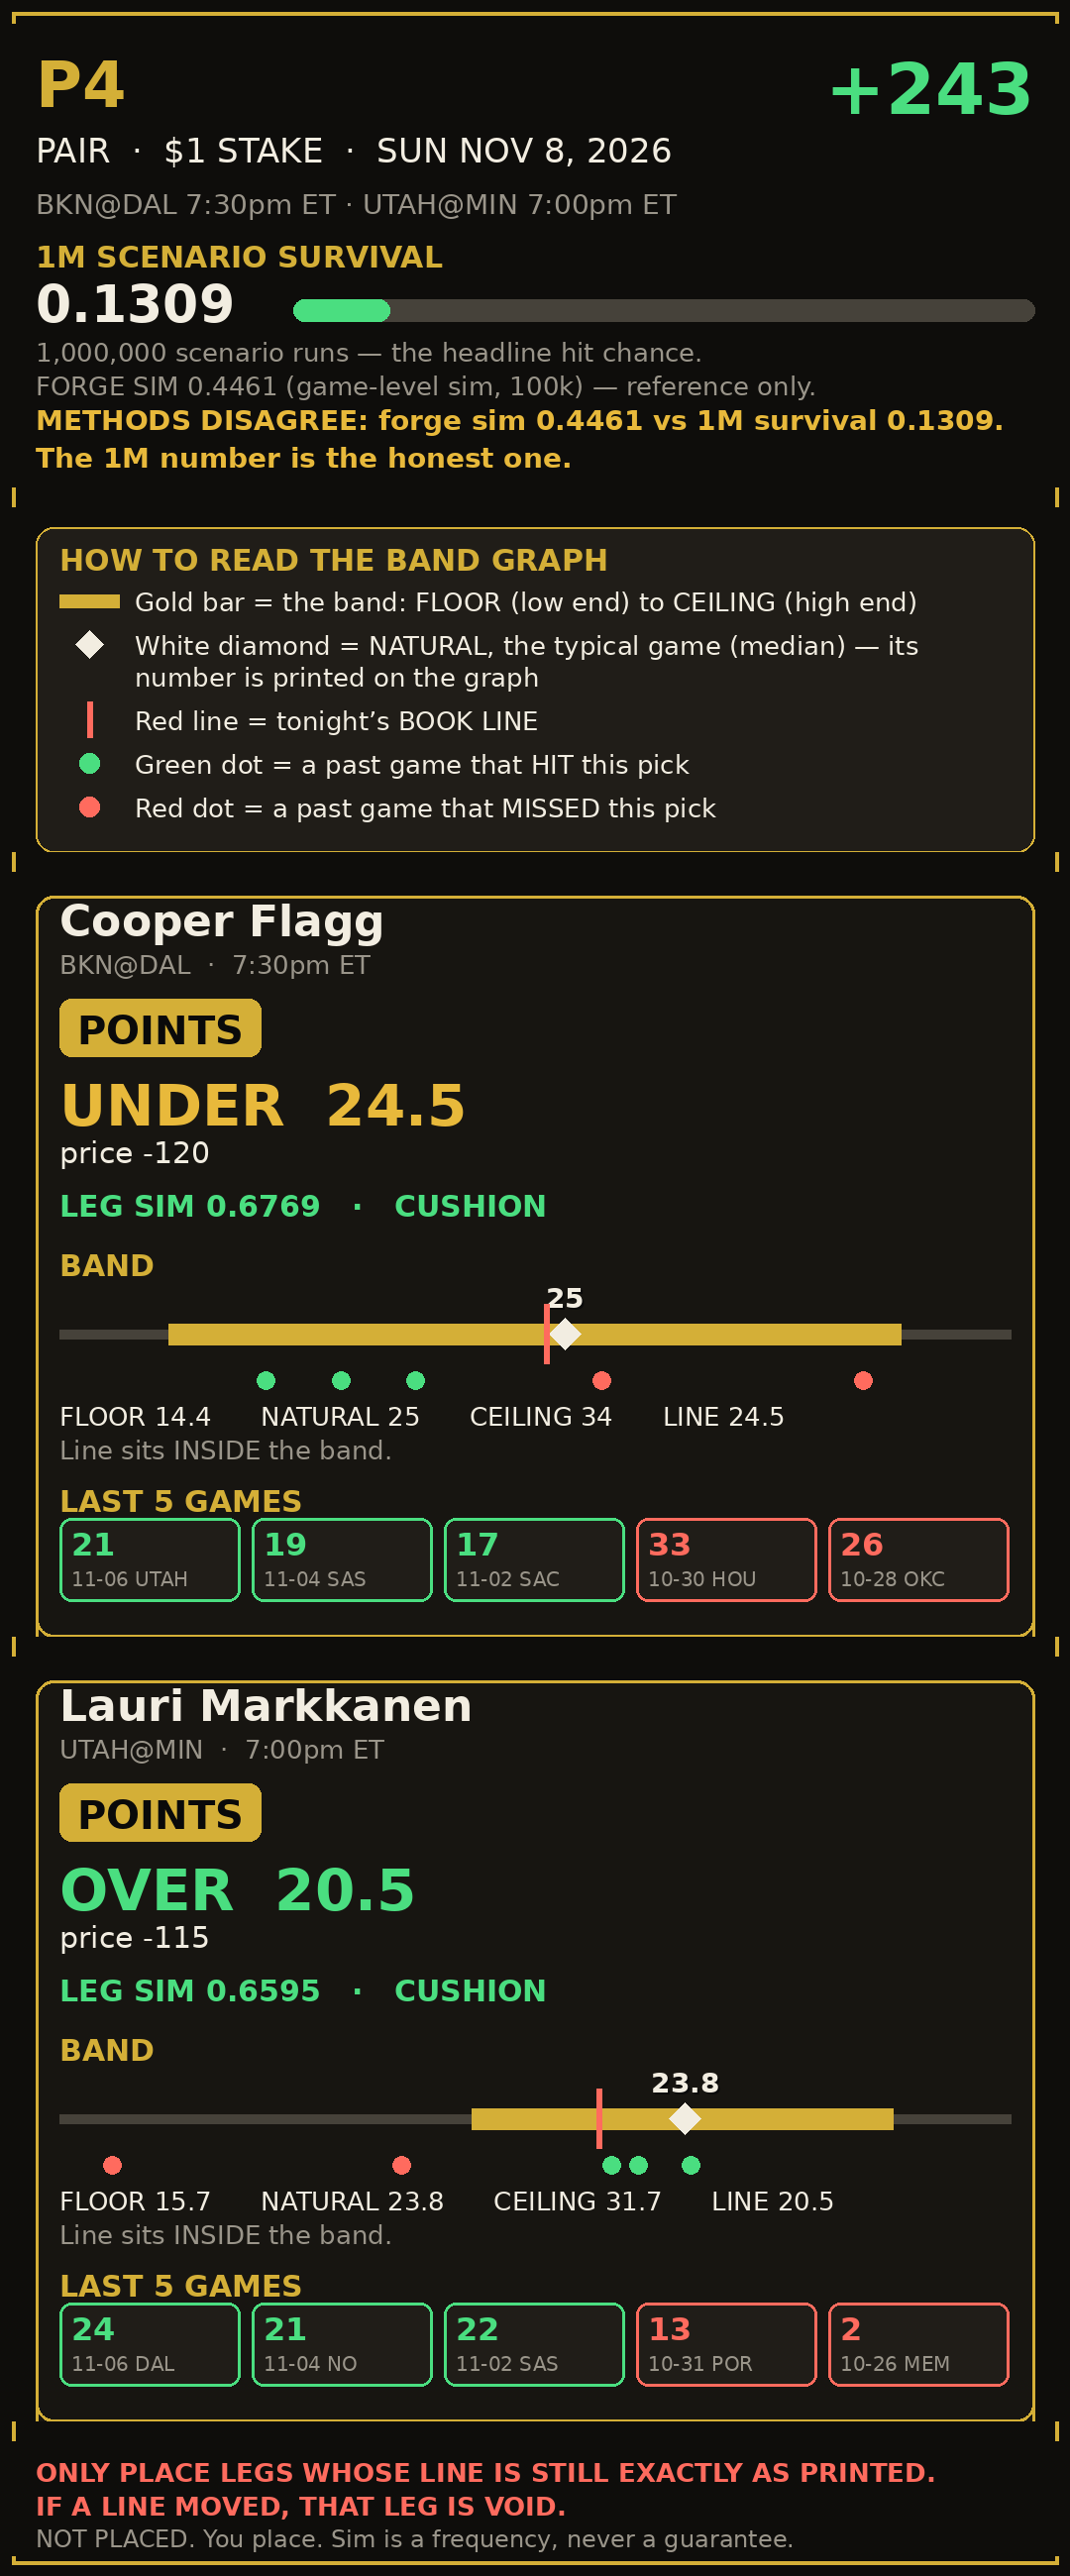 P4
+243
PAIR · $1 STAKE · SUN NOV 8, 2026
BKN@DAL 7:30pm ET · UTAH@MIN 7:00pm ET
1M SCENARIO SURVIVAL
0.1309
1,000,000 scenario runs — the headline hit chance.
FORGE SIM 0.4461 (game-level sim, 100k) — reference only.
METHODS DISAGREE: forge sim 0.4461 vs 1M survival 0.1309.
The 1M number is the honest one.
HOW TO READ THE BAND GRAPH
Gold bar = the band: FLOOR (low end) to CEILING (high end)
White diamond = NATURAL, the typical game (median) — its
number is printed on the graph
Red line = tonight’s BOOK LINE
Green dot = a past game that HIT this pick
Red dot = a past game that MISSED this pick
Cooper Flagg
BKN@DAL · 7:30pm ET
POINTS
UNDER 24.5
price -120
LEG SIM 0.6769 · CUSHION
BAND
25
FLOOR 14.4 NATURAL 25 CEILING 34 LINE 24.5
Line sits INSIDE the band.
LAST 5 GAMES
21 19 17 33 26
11-06 UTAH 11-04 SAS 11-02 SAC 10-30 HOU 10-28 OKC
Lauri Markkanen
UTAH@MIN · 7:00pm ET
POINTS
OVER 20.5
price -115
LEG SIM 0.6595 · CUSHION
BAND
23.8
FLOOR 15.7 NATURAL 23.8 CEILING 31.7 LINE 20.5
Line sits INSIDE the band.
LAST 5 GAMES
24 21 22 13 2
11-06 DAL 11-04 NO 11-02 SAS 10-31 POR 10-26 MEM
ONLY PLACE LEGS WHOSE LINE IS STILL EXACTLY AS PRINTED.
IF A LINE MOVED, THAT LEG IS VOID.
NOT PLACED. You place. Sim is a frequency, never a guarantee.